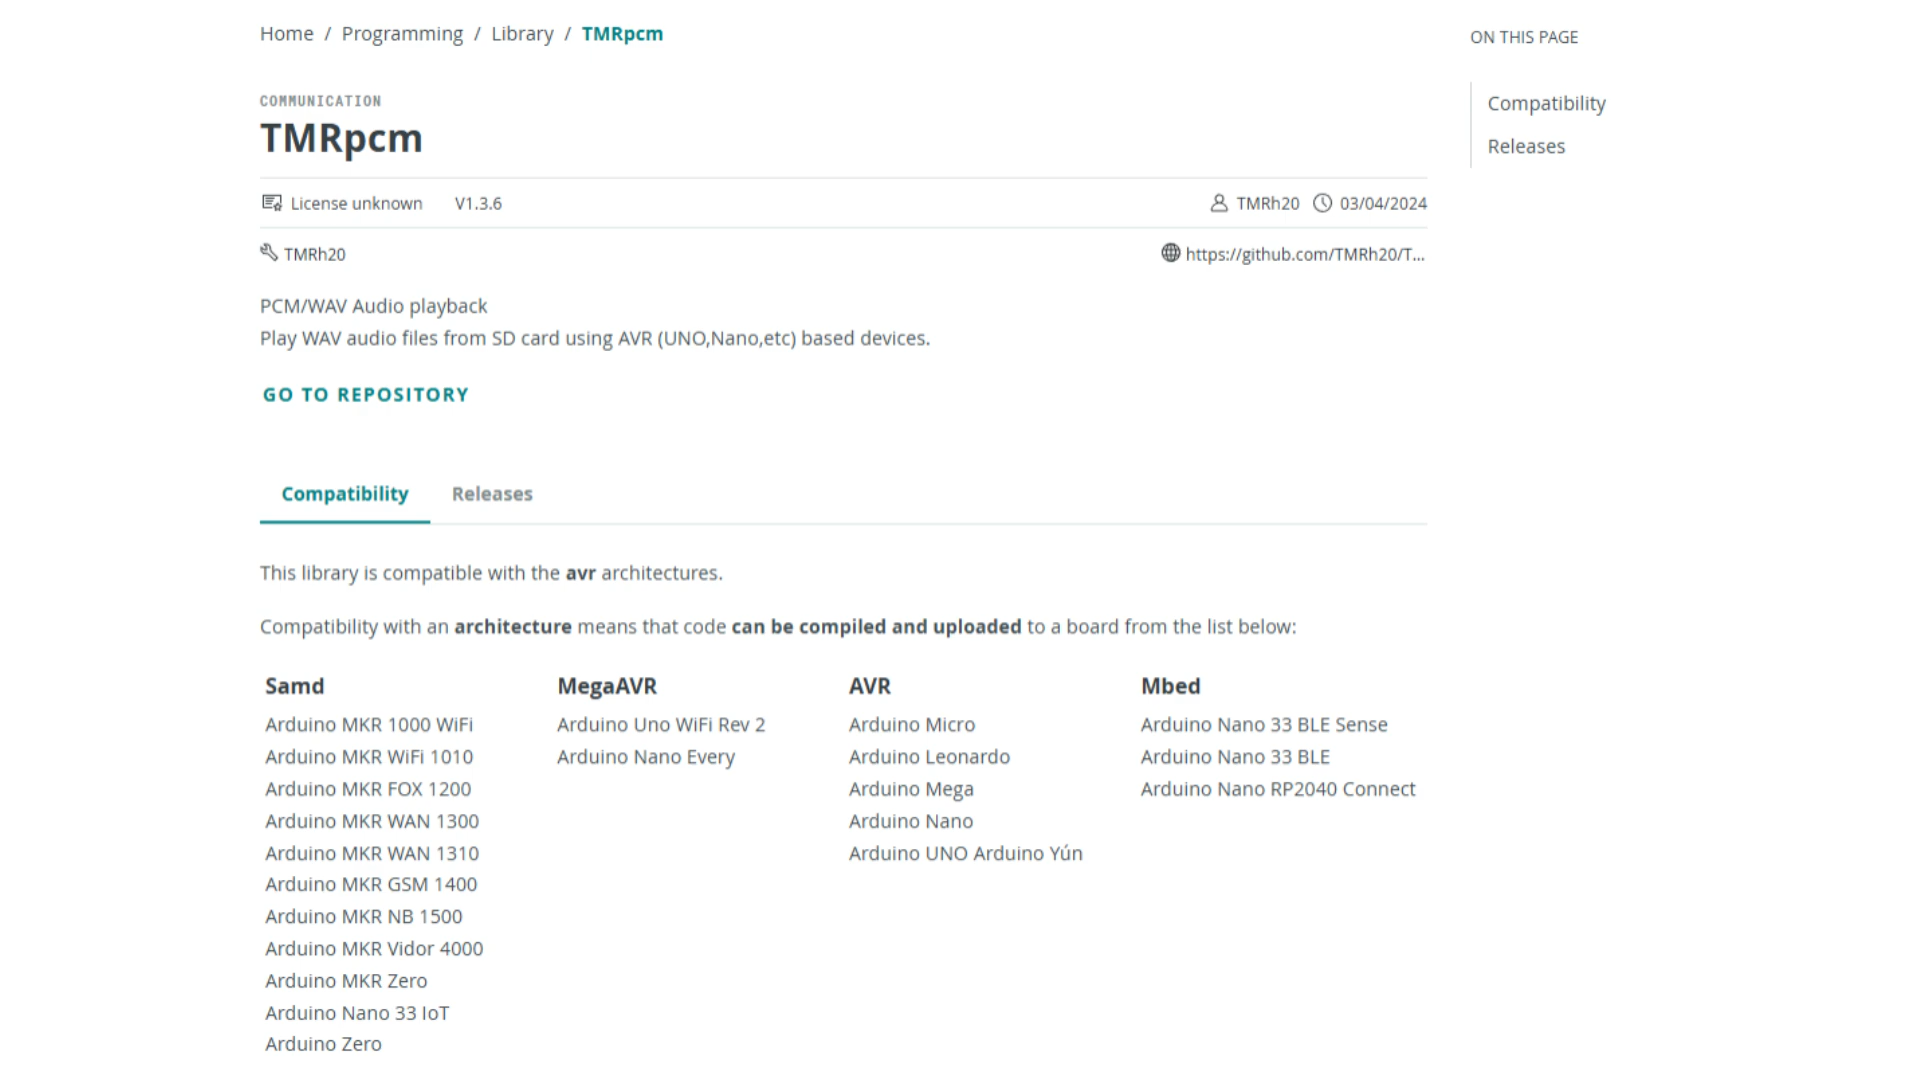 Home / Programming / Library / TMRpcm
ON THIS PAGE
Compatibility
Releases
COMMUNICATION
TMRpcm
License unknown V1.3.6 TMRh20 03/04/2024
TMRh20 https://github.com/TMRh20/T...
PCM/WAV Audio playback
Play WAV audio files from SD card using AVR (UNO,Nano,etc) based devices.
GO TO REPOSITORY
Compatibility Releases
This library is compatible with the avr architectures.
Compatibility with an architecture means that code can be compiled and uploaded to a board from the list below:
Samd
Arduino MKR 1000 WiFi
Arduino MKR WiFi 1010
Arduino MKR FOX 1200
Arduino MKR WAN 1300
Arduino MKR WAN 1310
Arduino MKR GSM 1400
Arduino MKR NB 1500
Arduino MKR Vidor 4000
Arduino MKR Zero
Arduino Nano 33 IoT
Arduino Zero
MegaAVR
Arduino Uno WiFi Rev 2
Arduino Nano Every
AVR
Arduino Micro
Arduino Leonardo
Arduino Mega
Arduino Nano
Arduino UNO Arduino Yún
Mbed
Arduino Nano 33 BLE Sense
Arduino Nano 33 BLE
Arduino Nano RP2040 Connect